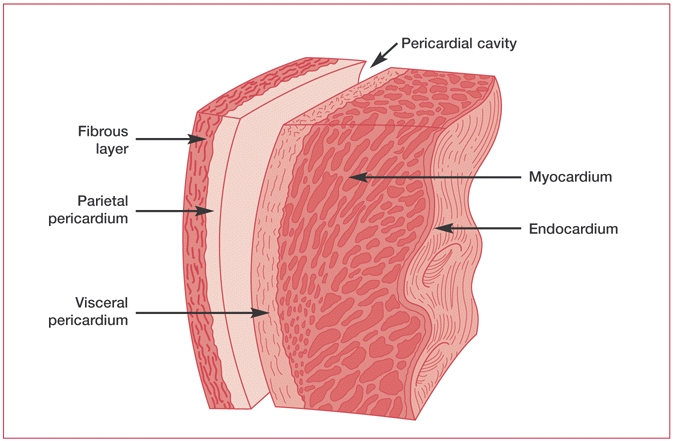 Pericardial cavity
Fibrous
layer
Parietal
pericardium
Visceral
pericardium
Myocardium
Endocardium